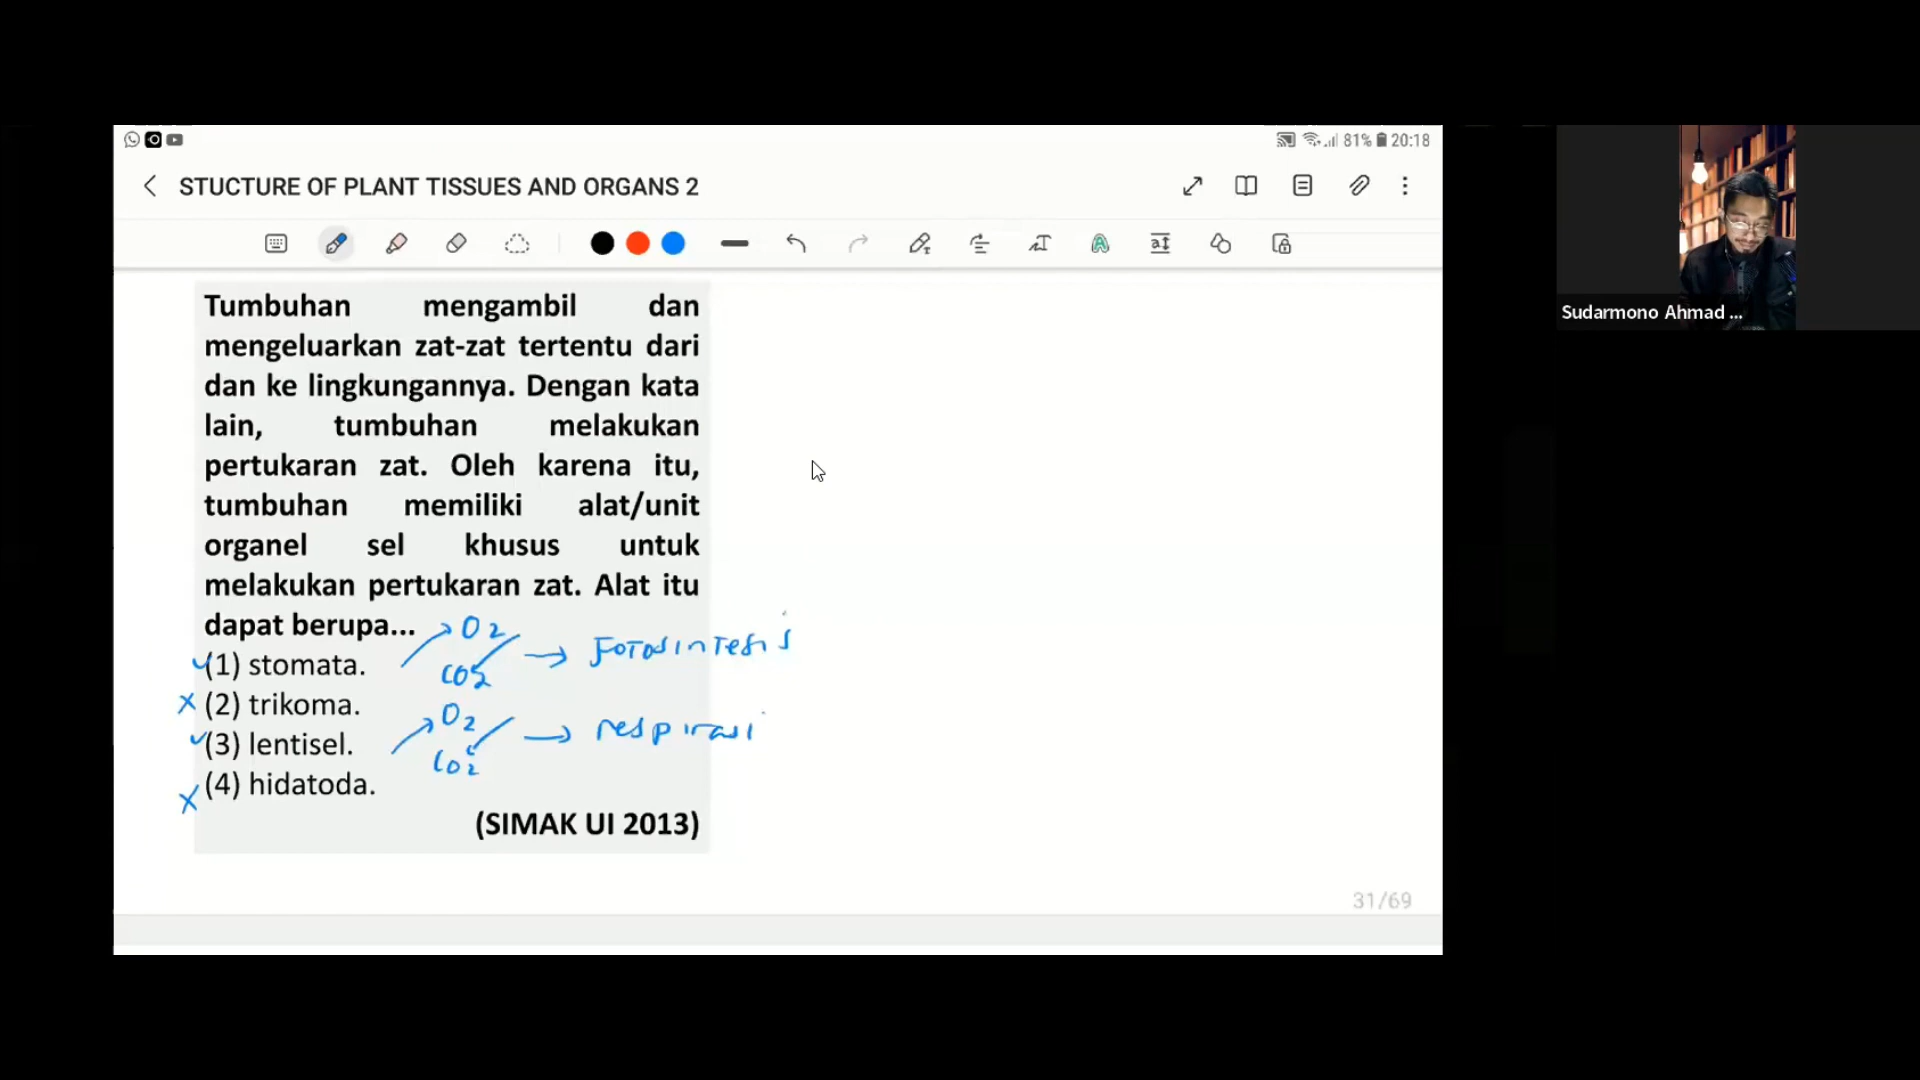 81% 20:18
STUCTURE OF PLANT TISSUES AND ORGANS 2
Tumbuhan mengambil dan
mengeluarkan zat-zat tertentu dari
dan ke lingkungannya. Dengan kata
lain, tumbuhan melakukan
pertukaran zat. Oleh karena itu,
tumbuhan memiliki alat/unit
organel sel khusus untuk
melakukan pertukaran zat. Alat itu
dapat berupa...
O2
(1) stomata.
CO2
→ Fotosintesis
x (2) trikoma.
O2
(3) lentisel.
CO2
→ respirasi
x (4) hidatoda.
(SIMAK UI 2013)
31/69
Sudarmono Ahmad ...